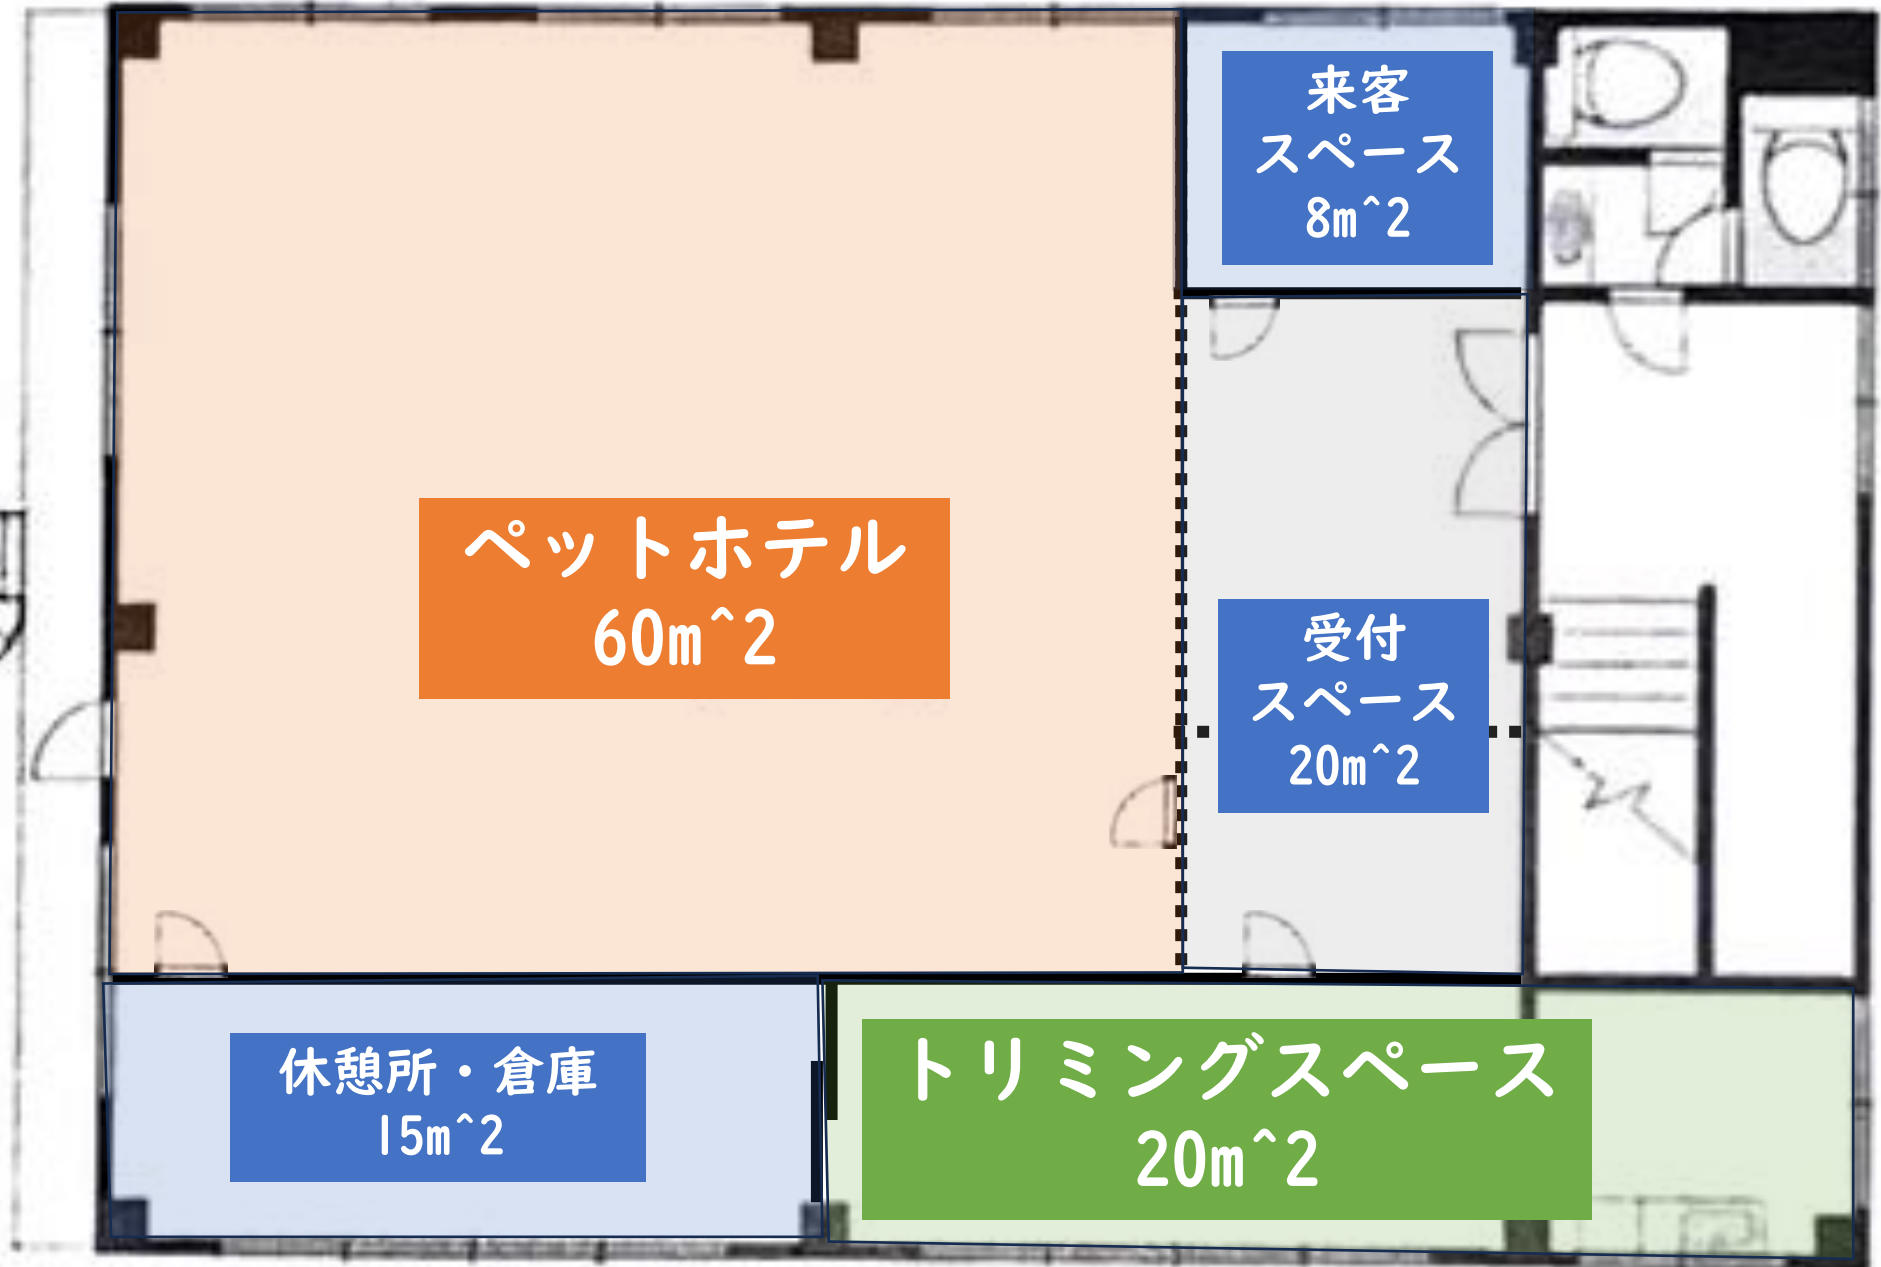 来客
スペース
8m^2
ペットホテル
60m^2
受付
スペース
20m^2
休憩所・倉庫
15m^2
トリミングスペース
20m^2